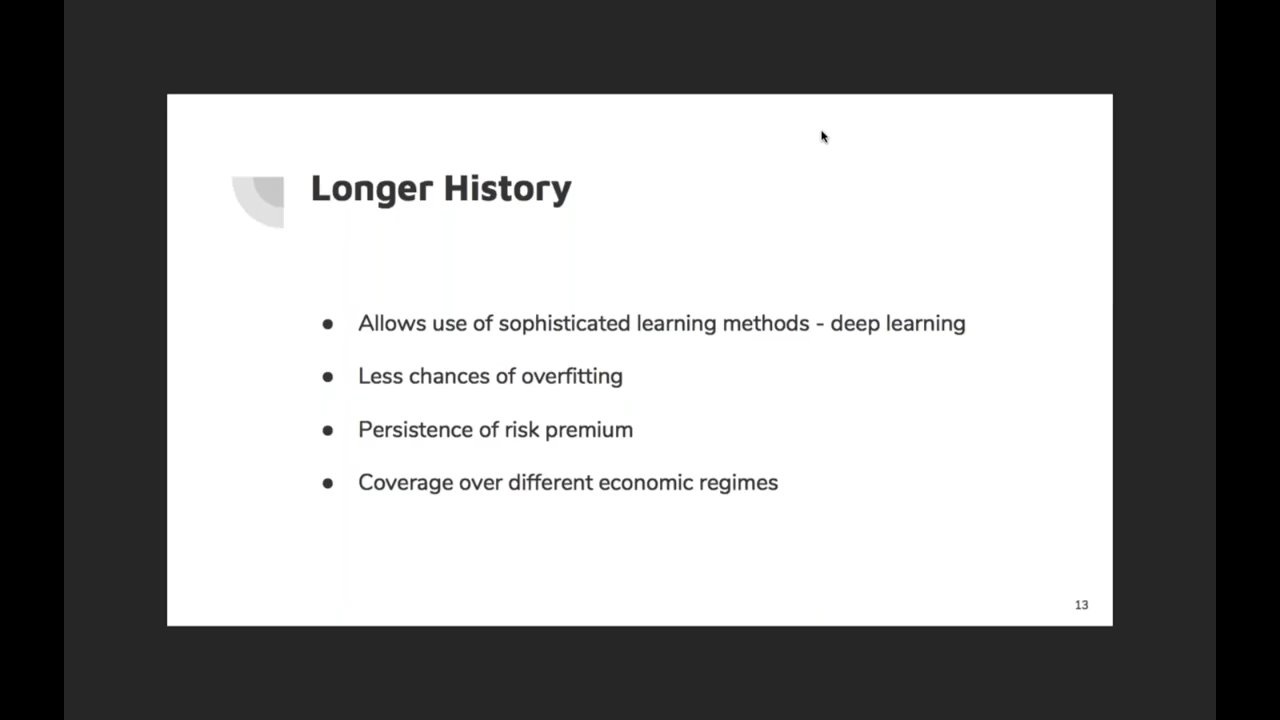 Longer History
● Allows use of sophisticated learning methods - deep learning
● Less chances of overfitting
● Persistence of risk premium
● Coverage over different economic regimes
13